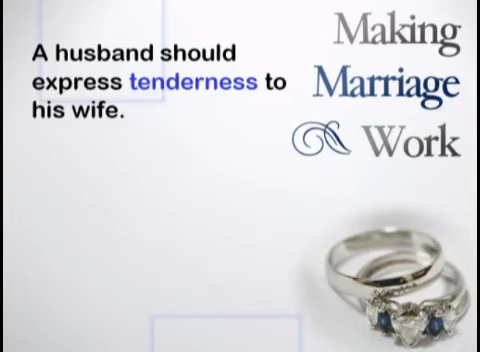 A husband should
express tenderness to
his wife.
Making
Marriage
Work